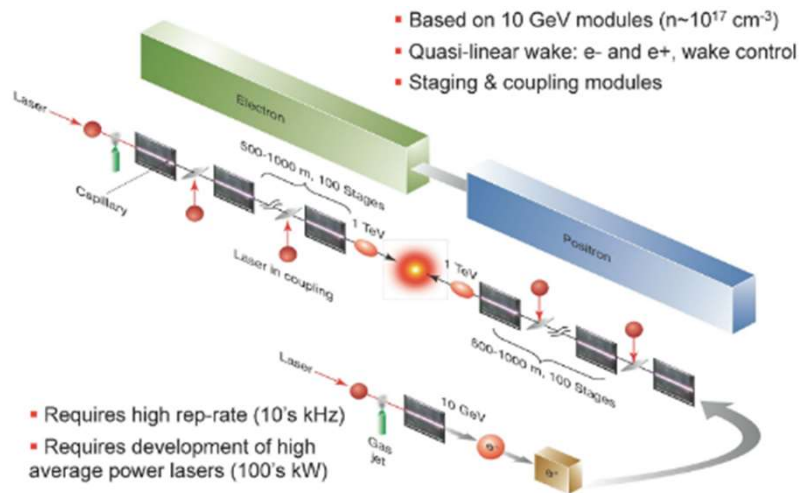 ▪ Based on 10 GeV modules (n~10¹⁷ cm⁻³)
▪ Quasi-linear wake: e- and e+, wake control
▪ Staging & coupling modules
Electron
Laser
Capillary
500-1000 m, 100 Stages
1 TeV
Laser in coupling
Positron
1 TeV
500-1000 m, 100 Stages
Laser
10 GeV
Gas
jet
e⁺
▪ Requires high rep-rate (10's kHz)
▪ Requires development of high
average power lasers (100's kW)